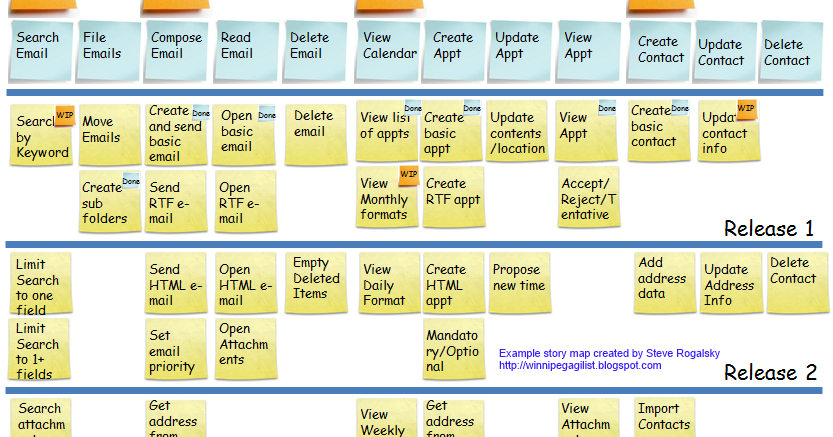 Search
Email
File
Emails
Compose
Email
Read
Email
Delete
Email
View
Calendar
Create
Appt
Update
Appt
View
Appt
Create
Contact
Update
Contact
Delete
Contact
WIP
by
Keyword
Move
Emails
Create
and send
basic
email
Done
Open
basic
email
Done
Delete
email
View list
of appts
Done
Create
basic
appt
Done
Update
contents
/location
View
Appt
Done
Create
basic
contact
Done
contact
info
WIP
Create
sub
folders
Done
Send
RTF e-
mail
Open
RTF e-
mail
View
Monthly
formats
WIP
Create
RTF appt
Accept/
Reject/T
entative
Release 1
Limit
Search
to one
field
Send
HTML e-
mail
Open
HTML e-
mail
Empty
Deleted
Items
View
Daily
Format
Create
HTML
appt
Propose
new time
Add
address
data
Update
Address
Info
Delete
Contact
Limit
Search
to 1+
fields
Set
email
priority
Open
Attachm
ents
Mandato
ry/Optio
nal
Example story map created by Steve Rogalsky
http://winnipegagilist.blogspot.com
Release 2
Search
attachm
Get
address
from
View
Weekly
Get
address
from
View
Attachm
Import
Contacts